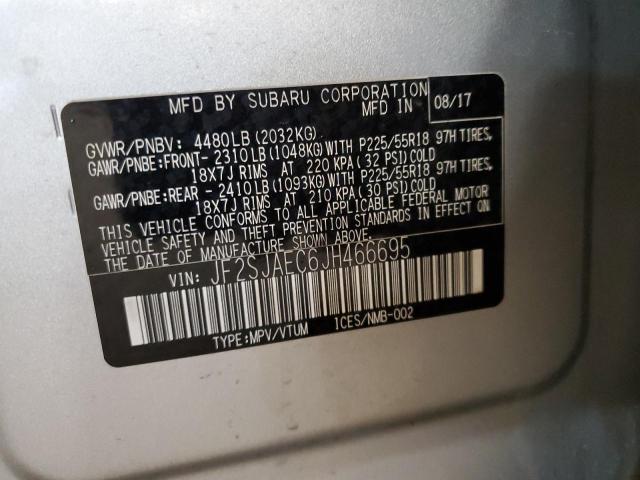 MFD BY SUBARU CORPORATION
MFD IN 08/17
GVWR/PNBV: 4480LB(2032KG)
GAWR/PNBE:FRONT- 2310LB(1048KG)WITH P225/55R18 97H TIRES,
18X7J RIMS AT 220 KPA(32 PSI)COLD
GAWR/PNBE:REAR - 2410LB(1093KG)WITH P225/55R18 97H TIRES,
18X7J RIMS AT 210 KPA(30 PSI)COLD
THIS VEHICLE CONFORMS TO ALL APPLICABLE FEDERAL MOTOR
VEHICLE SAFETY AND THEFT PREVENTION STANDARDS IN EFFECT ON
THE DATE OF MANUFACTURE SHOWN ABOVE.
VIN: JF2SJAEC6JH466695
TYPE:MPV/VTUM ICES/NMB-002